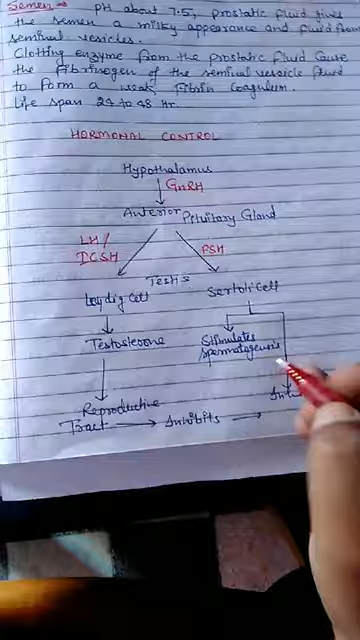 Semen → pH about 7.5, prostatic fluid gives
the semen a milky appearance and fluid from
seminal vesicles.
Clotting enzyme from the prostatic fluid cause
the fibrinogen of the seminal vesicle fluid
to form a weak fibrin coagulum.
Life span 24 to 48 Hr.
HORMONAL CONTROL
Hypothalamus
GnRH
Anterior Pituitary Gland
LH/
ICSH
FSH
Testis
Leydig Cell
Sertoli Cell
Testosterone
Stimulates
Spermatogenesis
Reproductive
Tract → Inhibits →